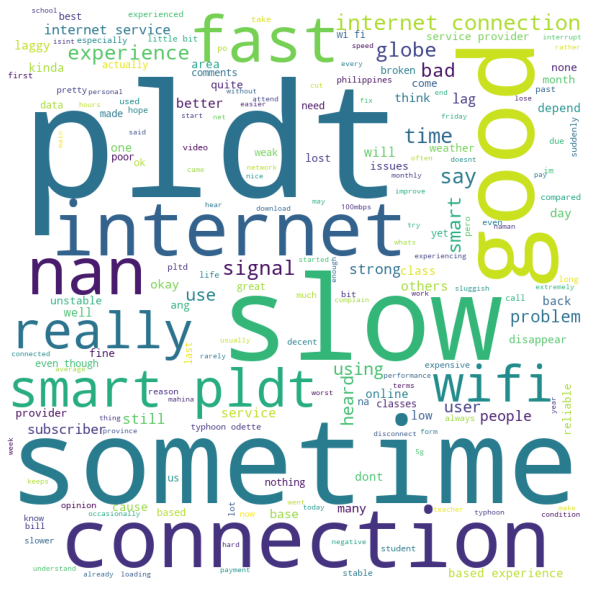 school
best
experienced
take
fast
internet connection
internet service
especially
little bit
po
wi fi
speed
service provider
interrupt
rather
laggy
experience
globe
bad
broken
come
none
good
kinda
actually
area
comments
every
philippines
month
past
first
pretty
personal
quite
cut
end
lose
data
hours
used
hope
without
attend
easier
need
fix
think
lag
depend
suddenly
pldt
main
made
better
start
friday
due
one
said
video
net
lost
time
weather
doesnt
im
isint
poor
ok
weak
issues
will
say
compared
pay
came
network
nice
monthly
often
smart
day
internet
hear
download
may
improve
yet
even
100mbps
try
pero
naman
whats
experiencing
nan
pltd
signal
started
enough
strong
class
sluggish
long
life
bit
complain
others
call
extremely
unstable
okay
great
much
work
back
use
well
ang
really
slow
problem
connected
last
usually
decent
expensive
disappear
even though
fine
rarely
performance
average
reason
mahina
worst
terms
using
wifi
smart pldt
heard
online
classes
user
always
reliable
year
provider
thing
still
service
na
low
people
subscriber
typhoon odette
province
disconnect
form
week
us
nothing
dont
5g
sometime
keeps
went
opinion
cause
based
lot
now
today
base
many
negative
teacher
typhoon
make
condition
know
bill
occasionally
slower
connection
hard
student
stable
understand
already
loading
payment
based experience